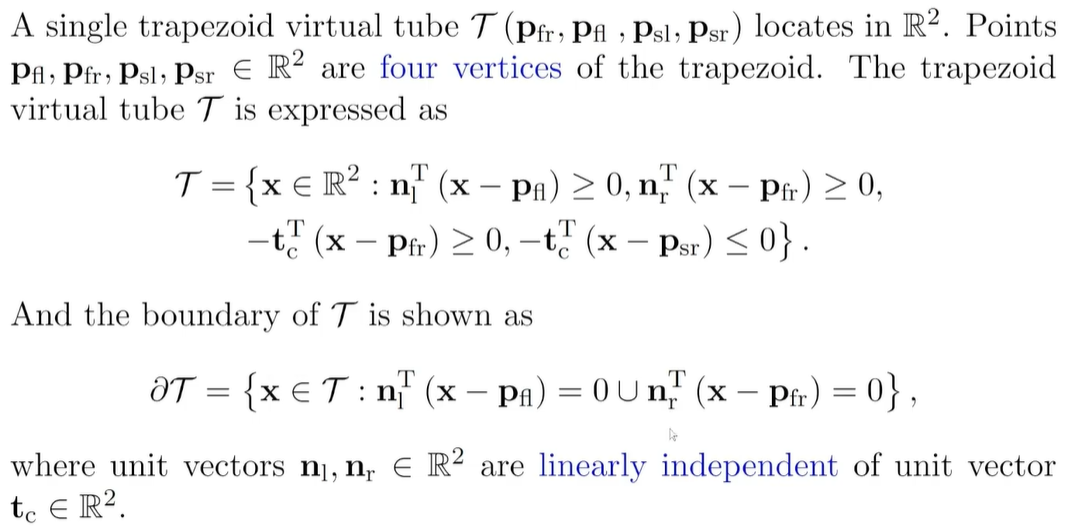 A single trapezoid virtual tube 𝒯 (p_fr, p_fl , p_sl, p_sr) locates in ℝ². Points
p_fl, p_fr, p_sl, p_sr ∈ ℝ² are four vertices of the trapezoid. The trapezoid
virtual tube 𝒯 is expressed as
𝒯 = {x ∈ ℝ² : n_l^T (x − p_fl) ≥ 0, n_r^T (x − p_fr) ≥ 0,
−t_c^T (x − p_fr) ≥ 0, −t_c^T (x − p_sr) ≤ 0} .
And the boundary of 𝒯 is shown as
∂𝒯 = {x ∈ 𝒯 : n_l^T (x − p_fl) = 0 ∪ n_r^T (x − p_fr) = 0} ,
where unit vectors n_l, n_r ∈ ℝ² are linearly independent of unit vector
t_c ∈ ℝ².